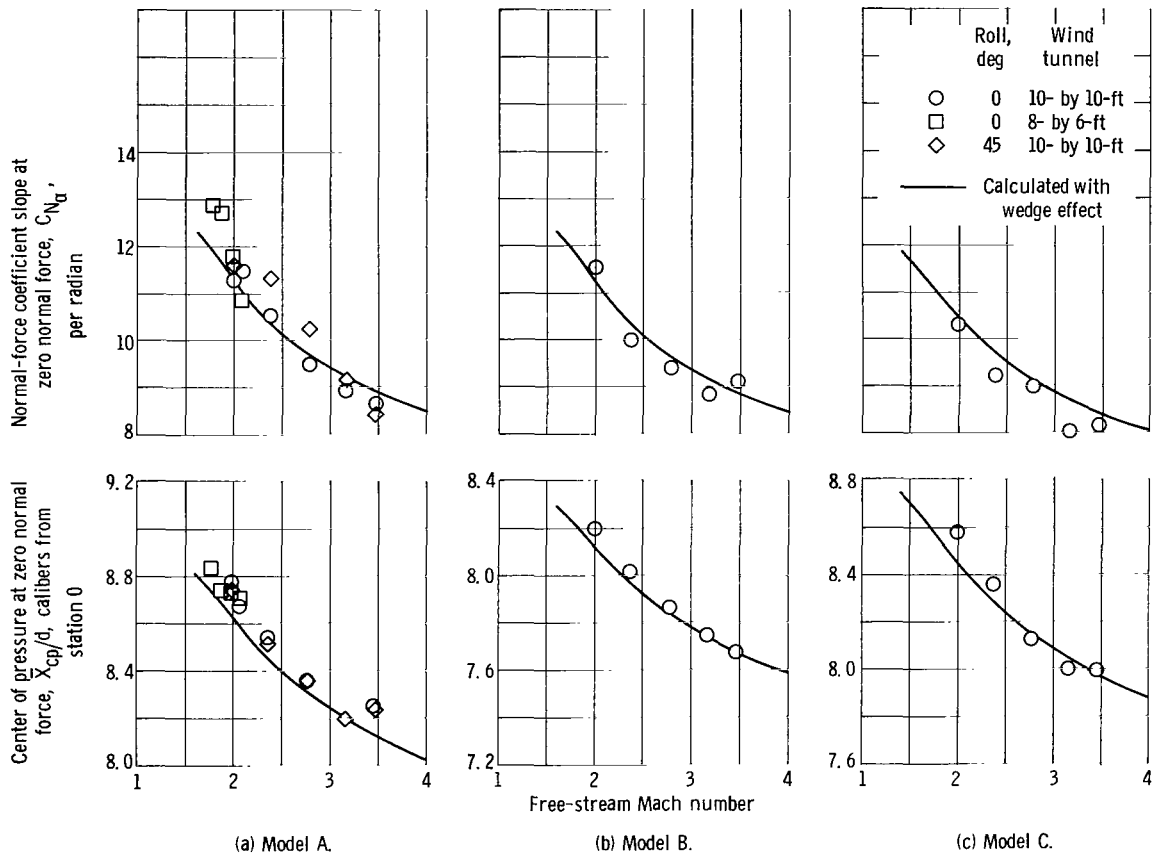 Roll, Wind
deg tunnel
0 10- by 10-ft
0 8- by 6-ft
45 10- by 10-ft
Calculated with
wedge effect
Normal-force coefficient slope at
zero normal force, C_Nα,
per radian
14
12
10
8
Center of pressure at zero normal
force, X̄_cp/d, calibers from
station 0
9.2
8.8
8.4
8.0
8.4
8.0
7.6
7.2
8.8
8.4
8.0
7.6
1 2 3 4
1 2 3 4
1 2 3 4
Free-stream Mach number
(a) Model A.
(b) Model B.
(c) Model C.